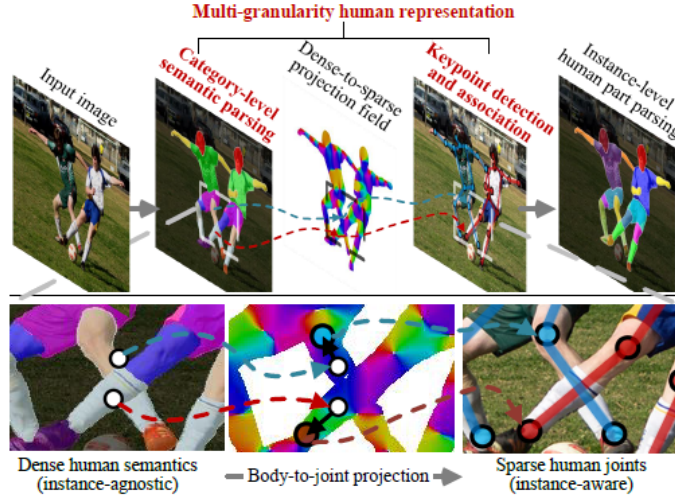 Multi-granularity human representation
Input image
Category-level
semantic parsing
Dense-to-sparse
projection field
Keypoint detection
and association
Instance-level
human part parsing
Dense human semantics
(instance-agnostic)
Body-to-joint projection
Sparse human joints
(instance-aware)